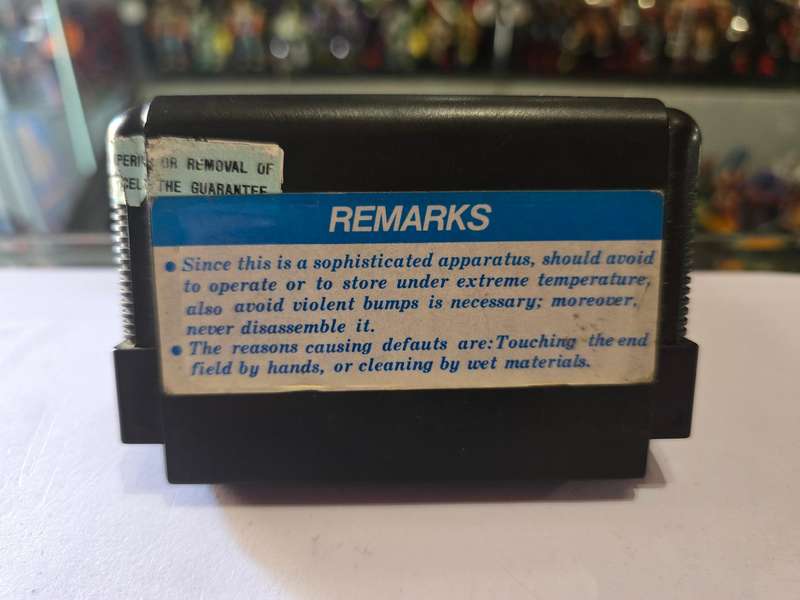 PERI OR REMOVAL OF
CEL THE GUARANTEE
REMARKS
• Since this is a sophisticated apparatus, should avoid
to operate or to store under extreme temperature,
also avoid violent bumps is necessary; moreover,
never disassemble it.
• The reasons causing defauts are: Touching the end
field by hands, or cleaning by wet materials.